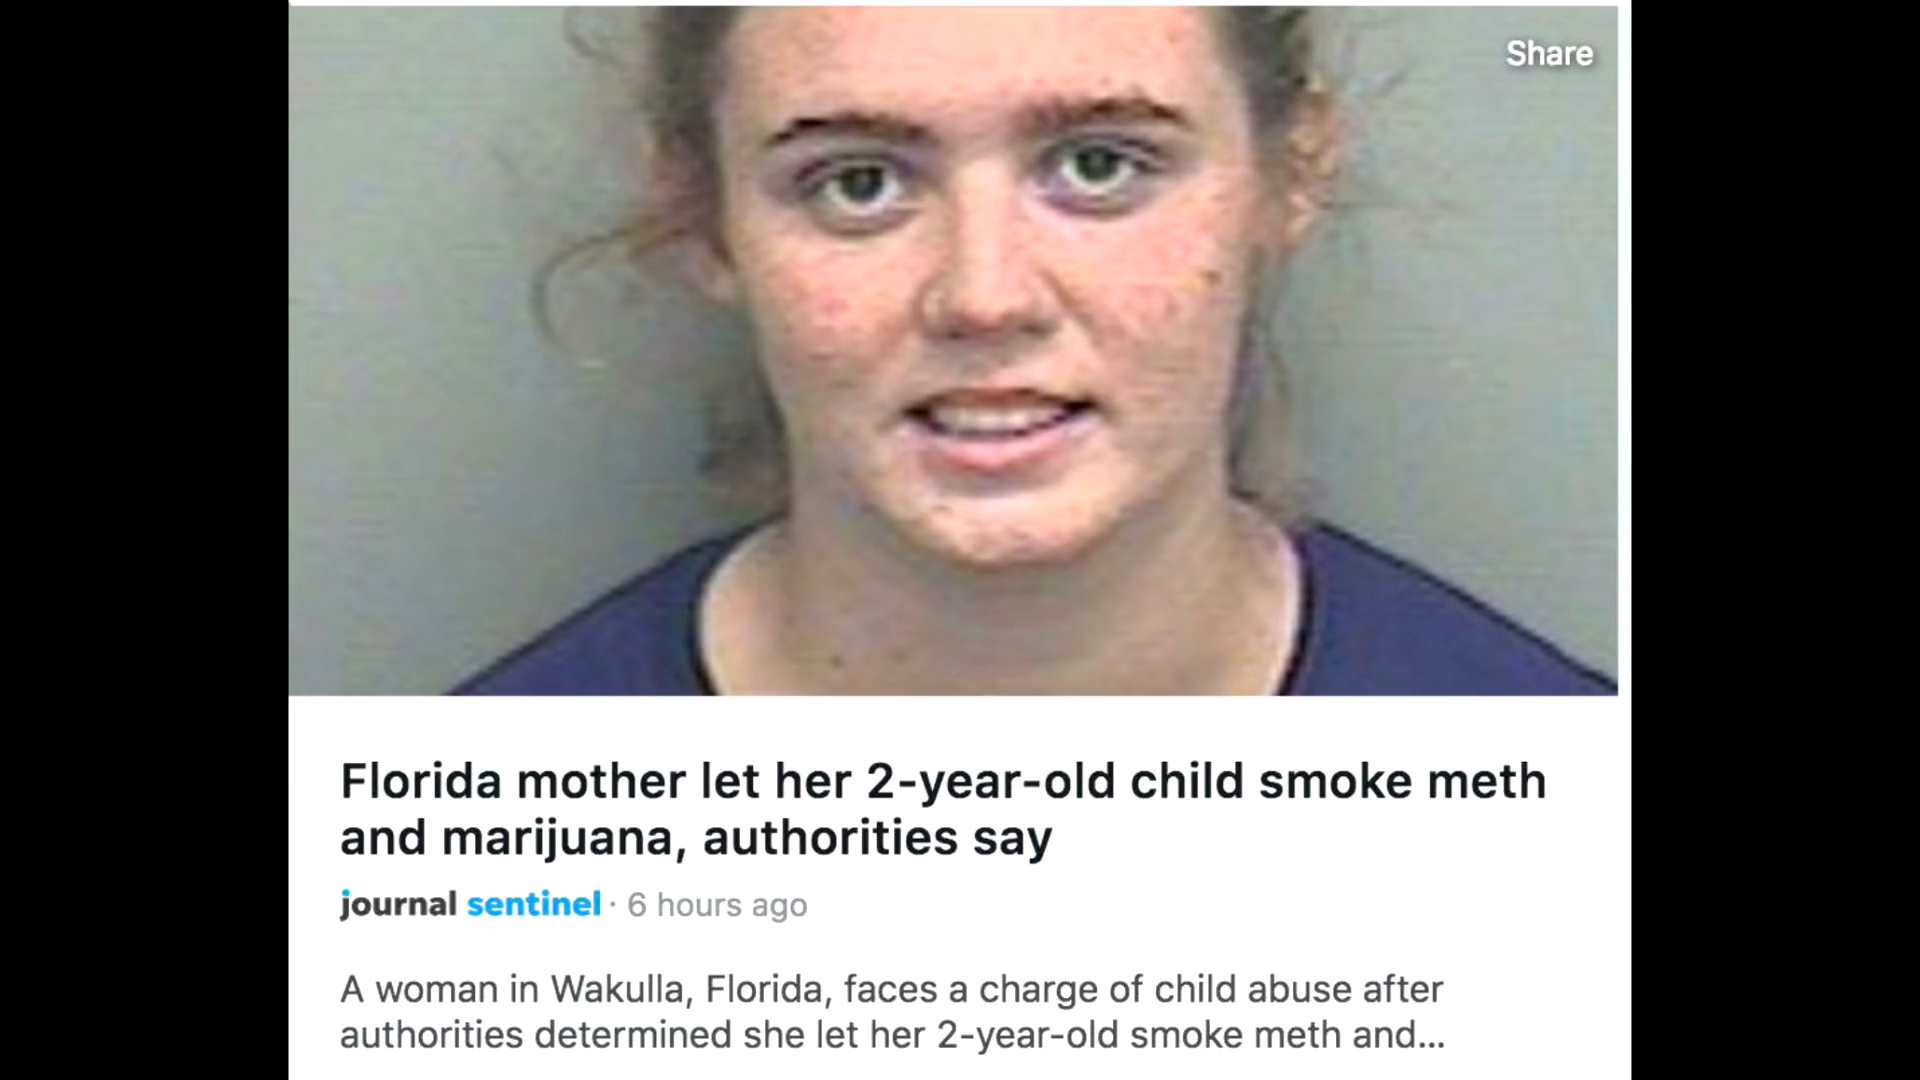 Share
Florida mother let her 2-year-old child smoke meth
and marijuana, authorities say
journal sentinel · 6 hours ago
A woman in Wakulla, Florida, faces a charge of child abuse after
authorities determined she let her 2-year-old smoke meth and...